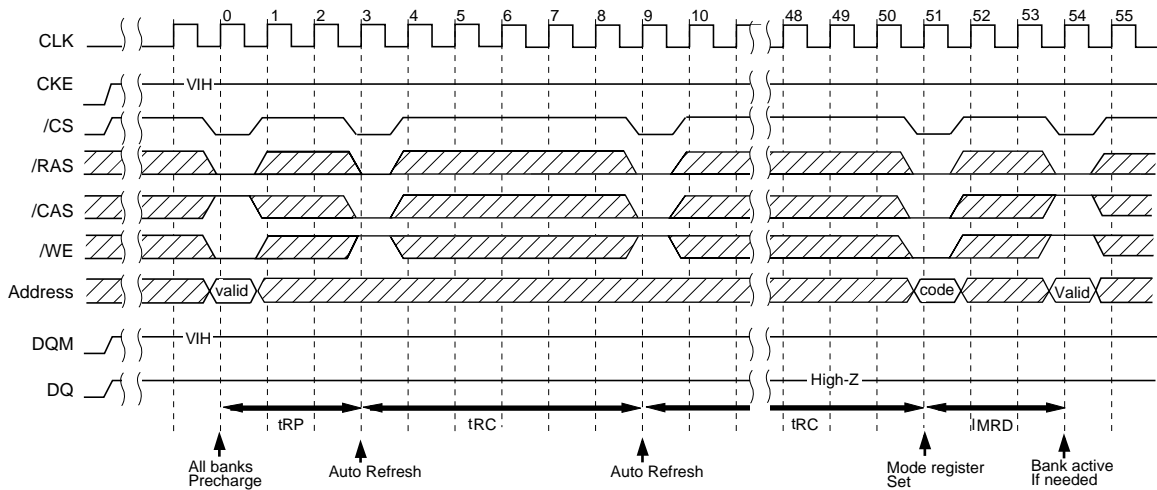 0 1 2 3 4 5 6 7 8 9 10 48 49 50 51 52 53 54 55
CLK
CKE VIH
/CS
/RAS
/CAS
/WE
Address valid code Valid
DQM VIH
DQ High-Z
tRP tRC tRC lMRD
All banks
Precharge
Auto Refresh
Auto Refresh
Mode register
Set
Bank active
If needed